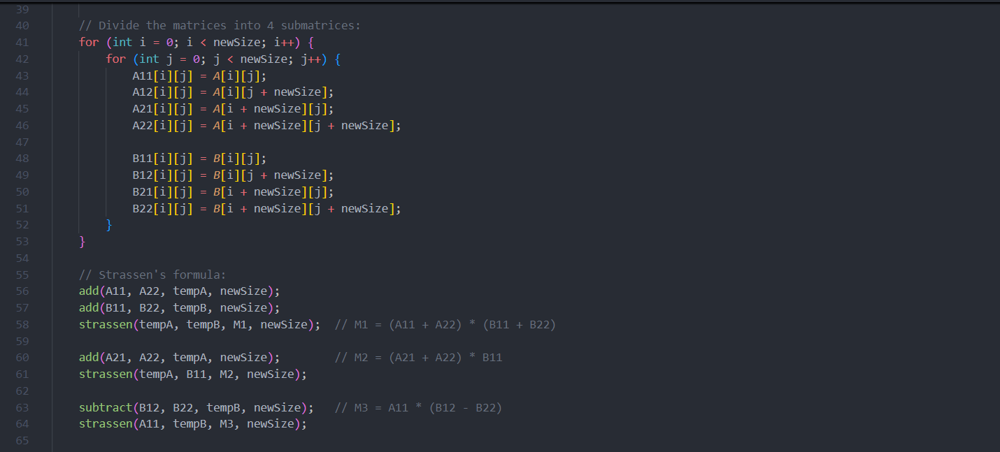 39
40 // Divide the matrices into 4 submatrices:
41 for (int i = 0; i < newSize; i++) {
42 for (int j = 0; j < newSize; j++) {
43 A11[i][j] = A[i][j];
44 A12[i][j] = A[i][j + newSize];
45 A21[i][j] = A[i + newSize][j];
46 A22[i][j] = A[i + newSize][j + newSize];
47
48 B11[i][j] = B[i][j];
49 B12[i][j] = B[i][j + newSize];
50 B21[i][j] = B[i + newSize][j];
51 B22[i][j] = B[i + newSize][j + newSize];
52 }
53 }
54
55 // Strassen's formula:
56 add(A11, A22, tempA, newSize);
57 add(B11, B22, tempB, newSize);
58 strassen(tempA, tempB, M1, newSize); // M1 = (A11 + A22) * (B11 + B22)
59
60 add(A21, A22, tempA, newSize); // M2 = (A21 + A22) * B11
61 strassen(tempA, B11, M2, newSize);
62
63 subtract(B12, B22, tempB, newSize); // M3 = A11 * (B12 - B22)
64 strassen(A11, tempB, M3, newSize);
65